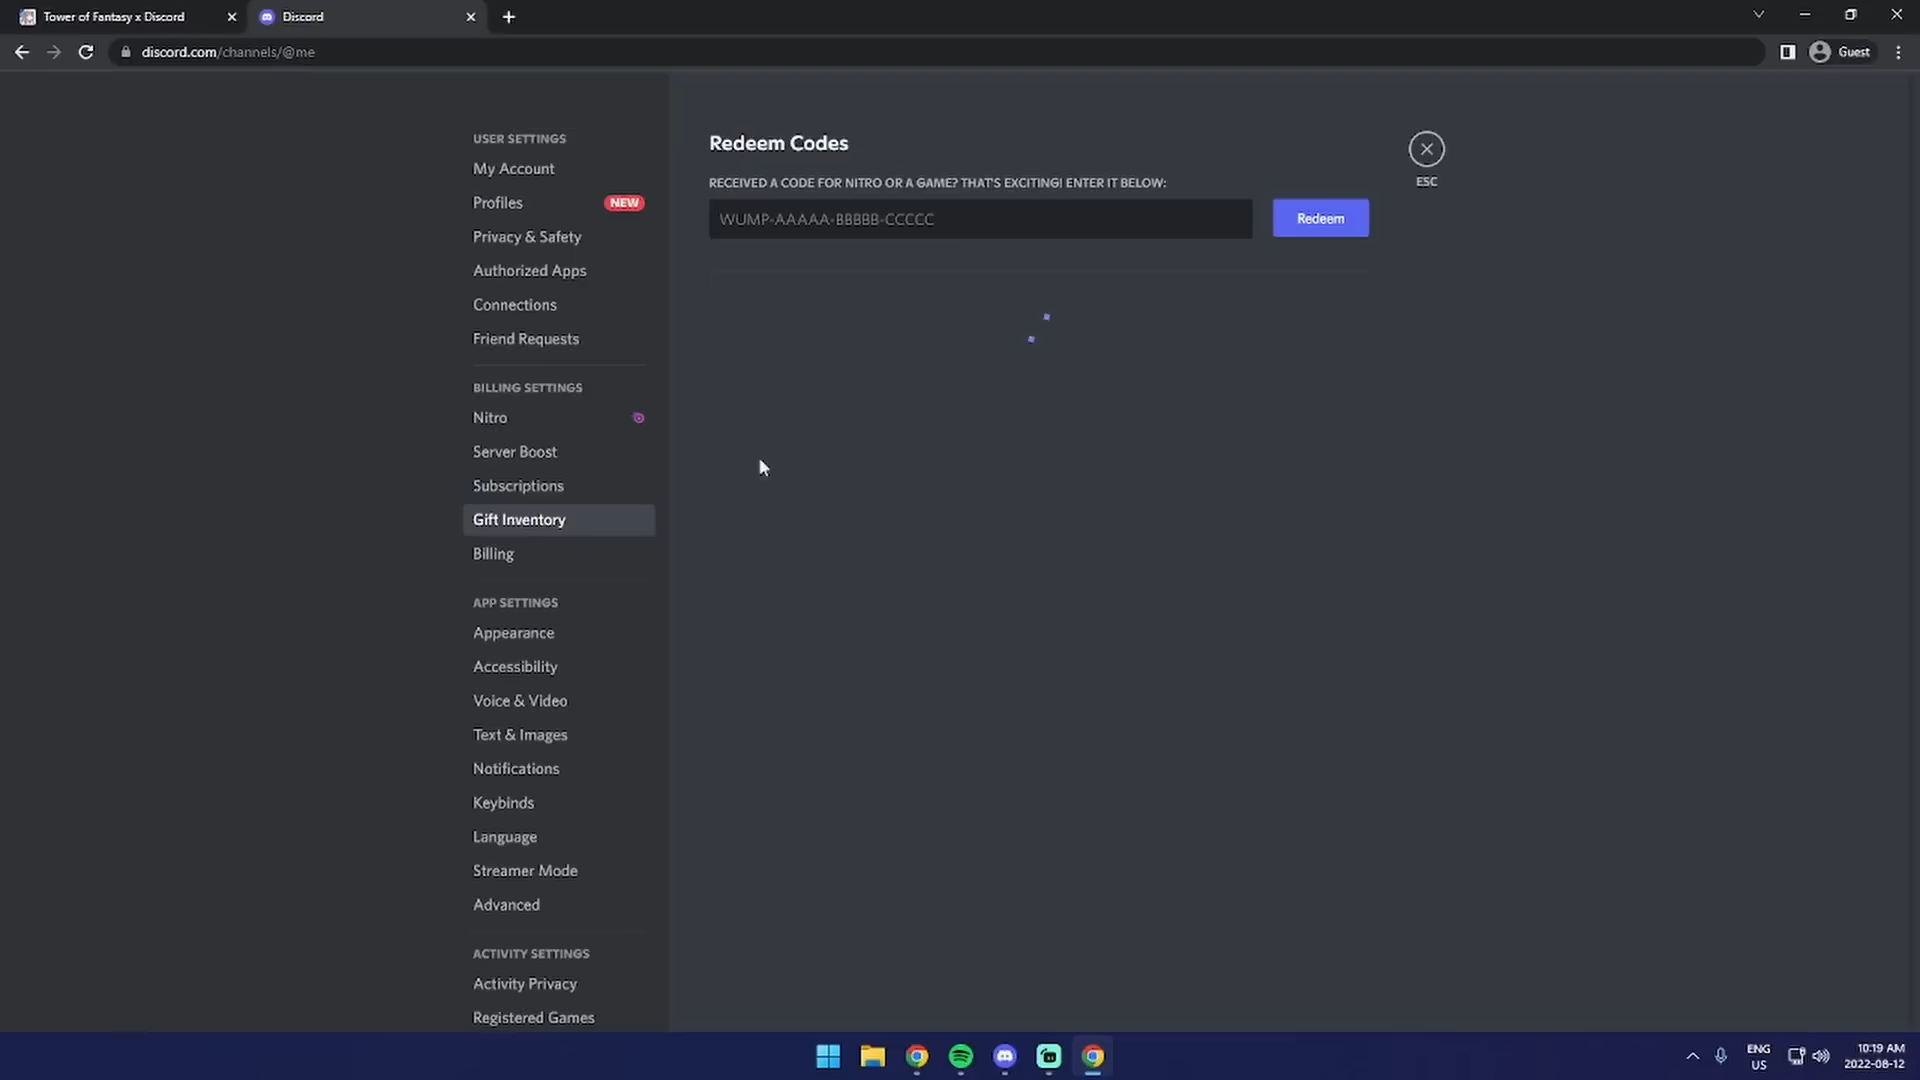 Tower of Fantasy x Discord
Discord
discord.com/channels/@me
Guest
USER SETTINGS
My Account
Profiles
NEW
Privacy & Safety
Authorized Apps
Connections
Friend Requests
BILLING SETTINGS
Nitro
Server Boost
Subscriptions
Gift Inventory
Billing
APP SETTINGS
Appearance
Accessibility
Voice & Video
Text & Images
Notifications
Keybinds
Language
Streamer Mode
Advanced
ACTIVITY SETTINGS
Activity Privacy
Registered Games
Redeem Codes
RECEIVED A CODE FOR NITRO OR A GAME? THAT'S EXCITING! ENTER IT BELOW:
WUMP-AAAAA-BBBBB-CCCCC
Redeem
ESC
ENG
US
10:19 AM
2022-08-12